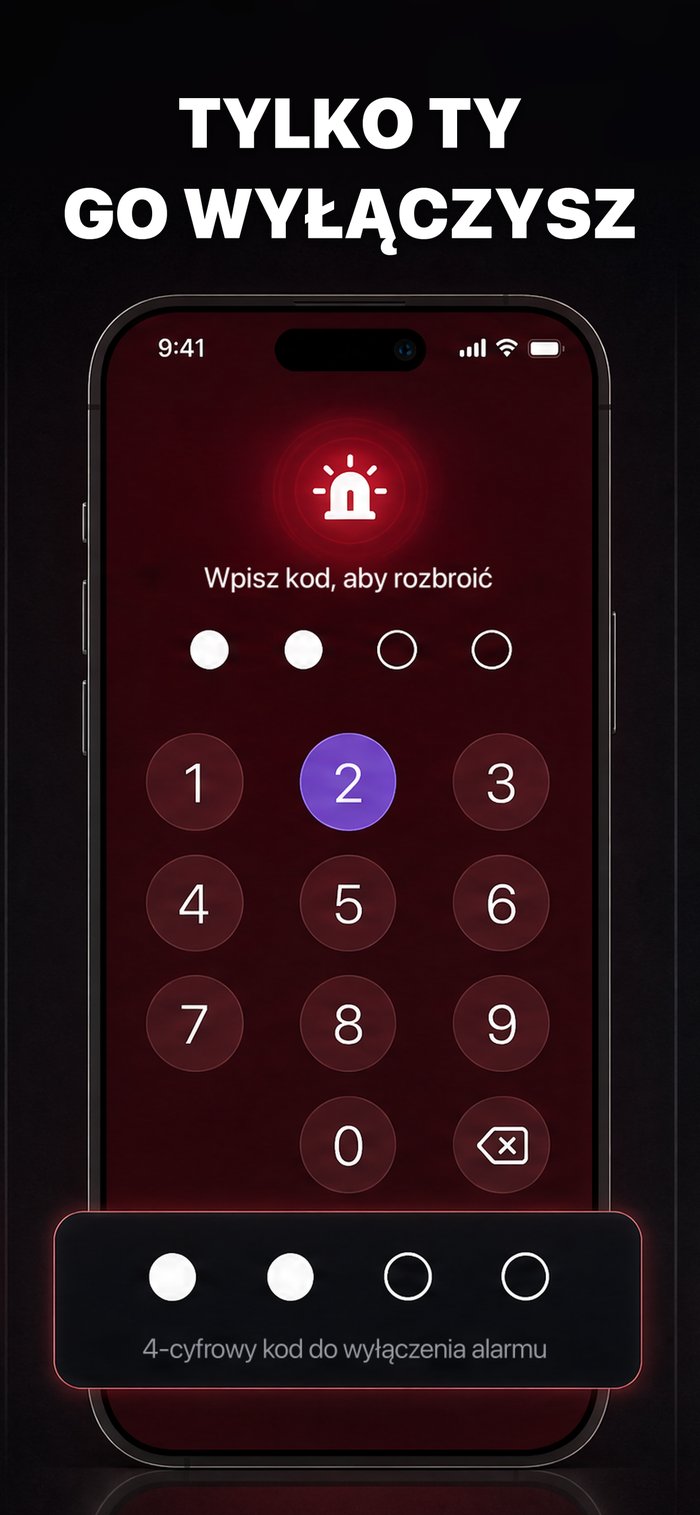 TYLKO TY
GO WYŁĄCZYSZ
9:41
Wpisz kod, aby rozbroić
1 2 3
4 5 6
7 8 9
0
4-cyfrowy kod do wyłączenia alarmu